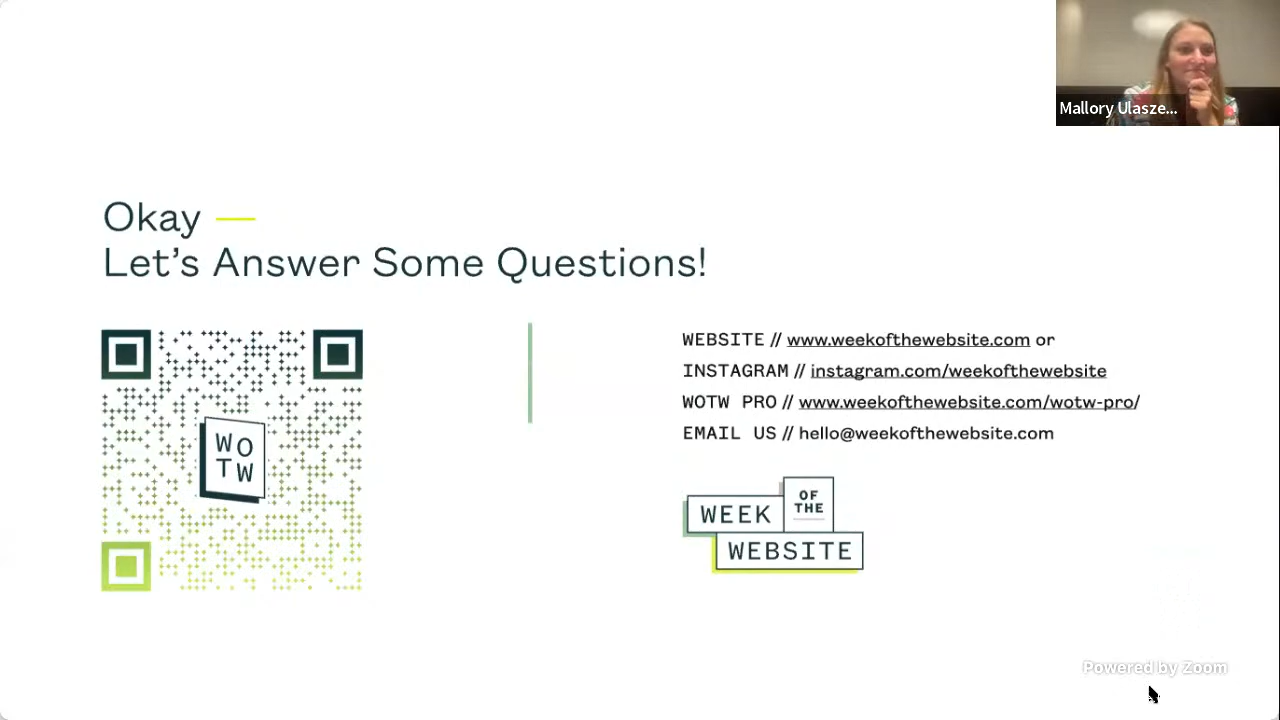 Mallory Ulasze...
Okay —
Let's Answer Some Questions!
WEBSITE // www.weekofthewebsite.com or
INSTAGRAM // instagram.com/weekofthewebsite
WOTW PRO // www.weekofthewebsite.com/wotw-pro/
EMAIL US // hello@weekofthewebsite.com
WO
TW
WEEK OF THE
WEBSITE
Powered by Zoom